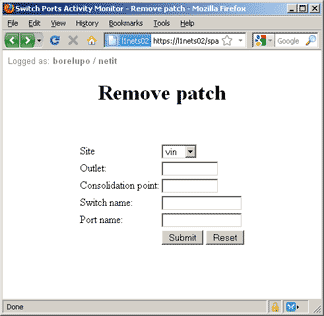 Switch Ports Activity Monitor - Remove patch - Mozilla Firefox
File Edit View History Bookmarks Tools Help
l1nets02 https://l1nets02/spa Google
Logged as: borelupo / netit
Remove patch
Site vin
Outlet:
Consolidation point:
Switch name:
Port name:
Submit Reset
Done